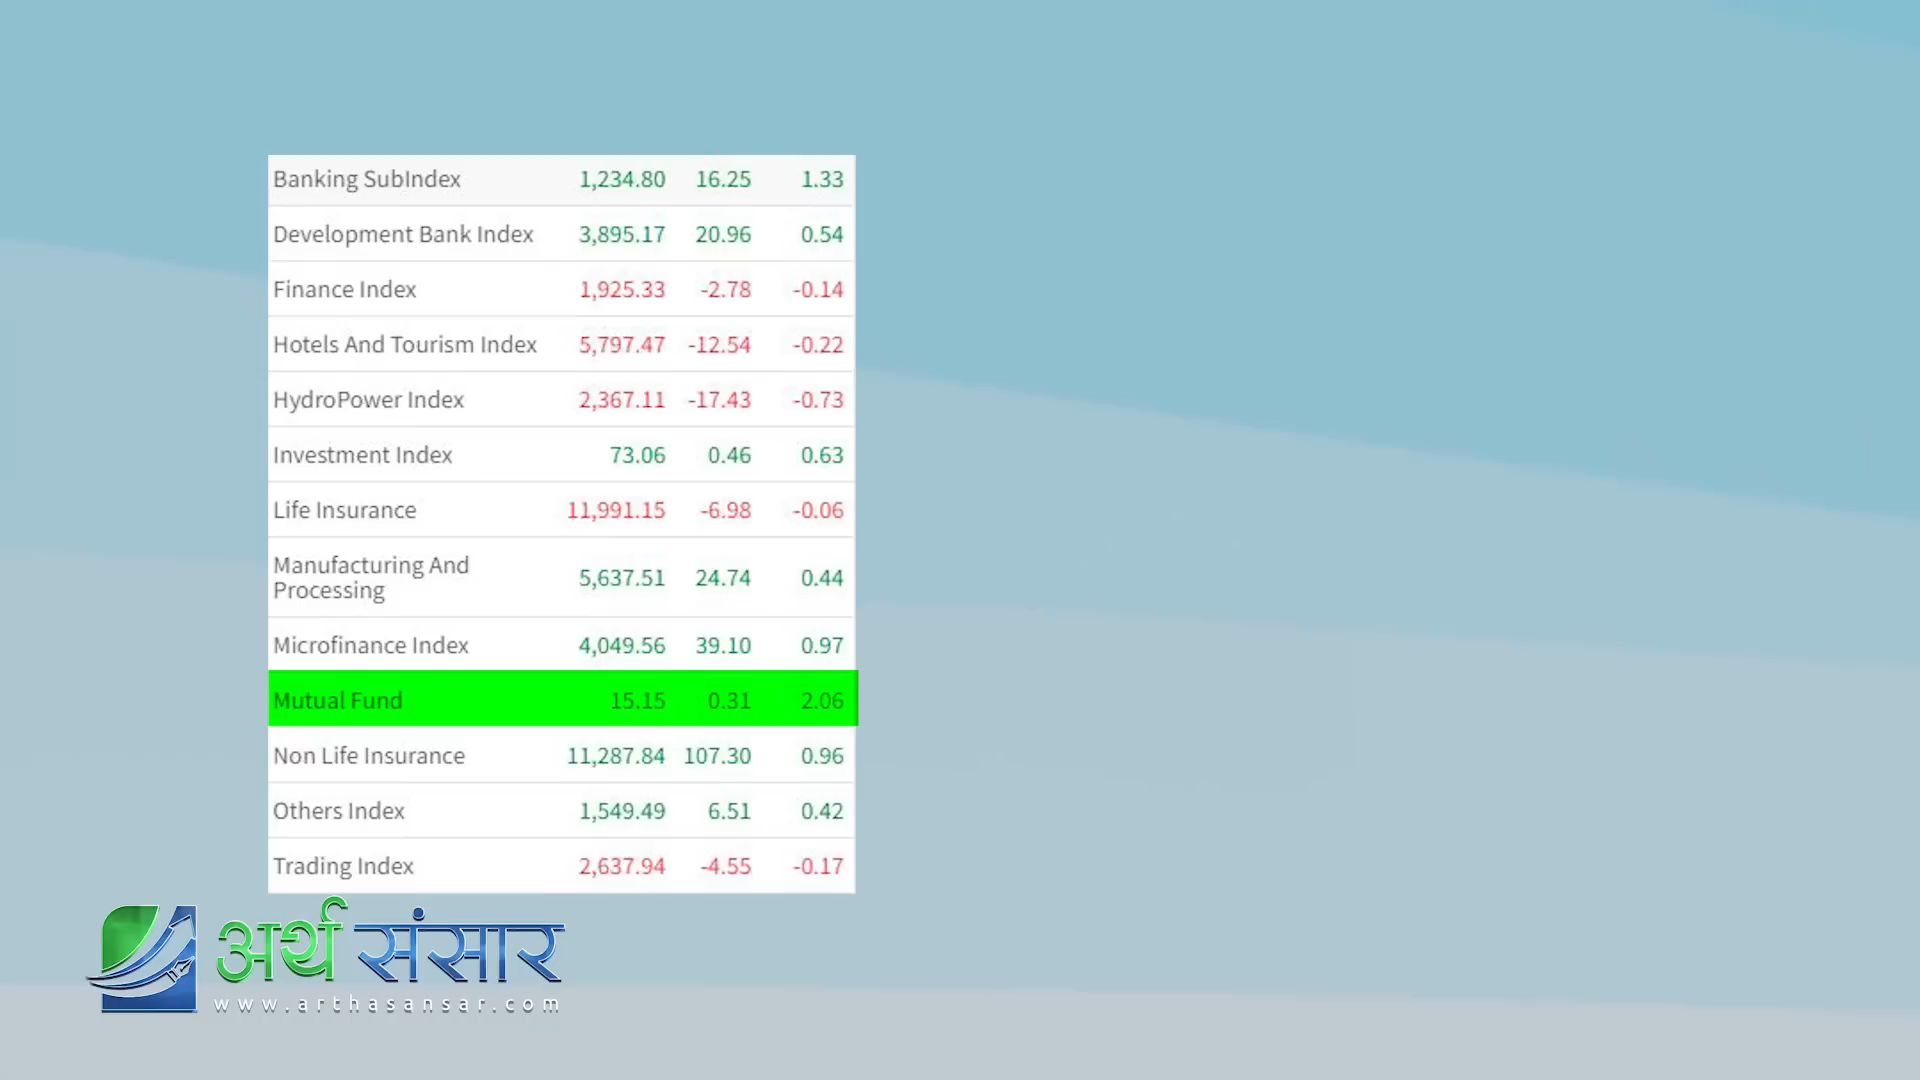 Banking SubIndex 1,234.80 16.25 1.33
Development Bank Index 3,895.17 20.96 0.54
Finance Index 1,925.33 -2.78 -0.14
Hotels And Tourism Index 5,797.47 -12.54 -0.22
HydroPower Index 2,367.11 -17.43 -0.73
Investment Index 73.06 0.46 0.63
Life Insurance 11,991.15 -6.98 -0.06
Manufacturing And
Processing 5,637.51 24.74 0.44
Microfinance Index 4,049.56 39.10 0.97
Mutual Fund 15.15 0.31 2.06
Non Life Insurance 11,287.84 107.30 0.96
Others Index 1,549.49 6.51 0.42
Trading Index 2,637.94 -4.55 -0.17
अर्थ संसार
www.arthasansar.com